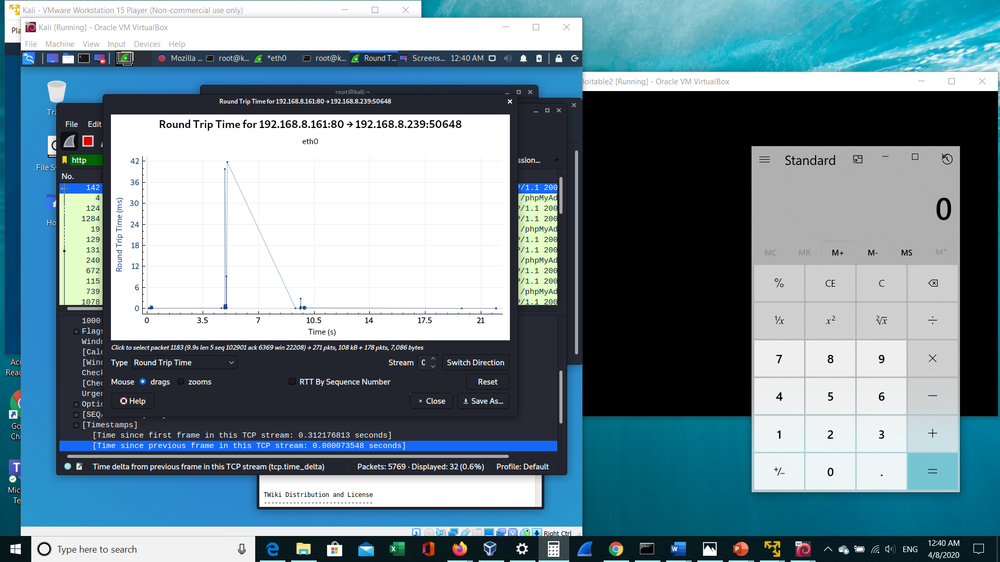 Kali - VMware Workstation 15 Player (Non-commercial use only)
Kali [Running] - Oracle VM VirtualBox
File Machine View Input Devices Help
Mozilla ... root@k... *eth0 root@k... Round T... Screens... 12:40 AM
oitable2 [Running] - Oracle VM VirtualBox
root@kali: ~
Round Trip Time for 192.168.8.161:80 → 192.168.8.239:50648
File Edit
http
ssion... +
No.
142
4
124
1284
19
129
131
240
672
115
739
1078
P/1.1 200
/phpMyAd
P/1.1 200
P/1.1 200
/phpMyAd
P/1.1 200
P/1.1 200
/phpMyAd
P/1.1 200
P/1.1 200
/phpMyAd
P/1.1 200
Round Trip Time for 192.168.8.161:80 → 192.168.8.239:50648
eth0
Round Trip Time (ms)
42
36
30
24
18
12
6
0
0 3.5 7 10.5 14 17.5 21
Time (s)
Click to select packet 1183 (9.9s len 5 seq 102901 ack 6369 win 22208) → 271 pkts, 108 kB ← 178 pkts, 7,086 bytes
Type Round Trip Time Stream 0 Switch Direction
Mouse drags zooms RTT By Sequence Number Reset
Help Close Save As...
1000
Flags
Windo
[Calc
[Wind
Check
[Chec
Urgen
Optio
[SEQ/
[Timestamps]
[Time since first frame in this TCP stream: 0.312176813 seconds]
[Time since previous frame in this TCP stream: 0.000073548 seconds]
Time delta from previous frame in this TCP stream (tcp.time_delta) Packets: 5769 · Displayed: 32 (0.6%) Profile: Default
TWiki Distribution and License
------------------------------
Right Ctrl
Pla
Tra
File Sy
Ho
Acr
Read
Go
Ch
Mic
Te
Standard
0
MC MR M+ M- MS M
% CE C
⅟x x² ²√x ÷
7 8 9 ×
4 5 6 −
1 2 3 +
+/− 0 . =
Type here to search
ENG
12:40 AM
4/8/2020